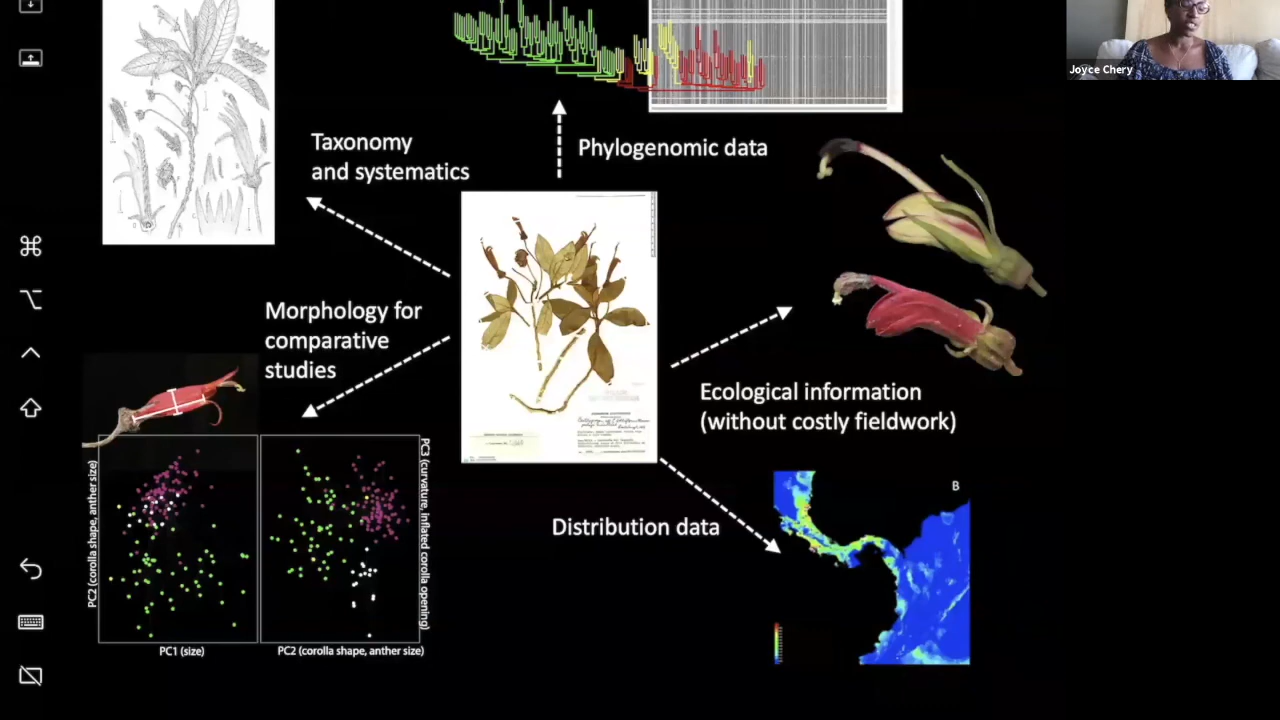 Joyce Chery
Taxonomy
and systematics
Phylogenomic data
Morphology for
comparative
studies
Ecological information
(without costly fieldwork)
Distribution data
B
PC2 (corolla shape, anther size)
PC3 (curvature, inflated corolla opening)
PC1 (size)
PC2 (corolla shape, anther size)